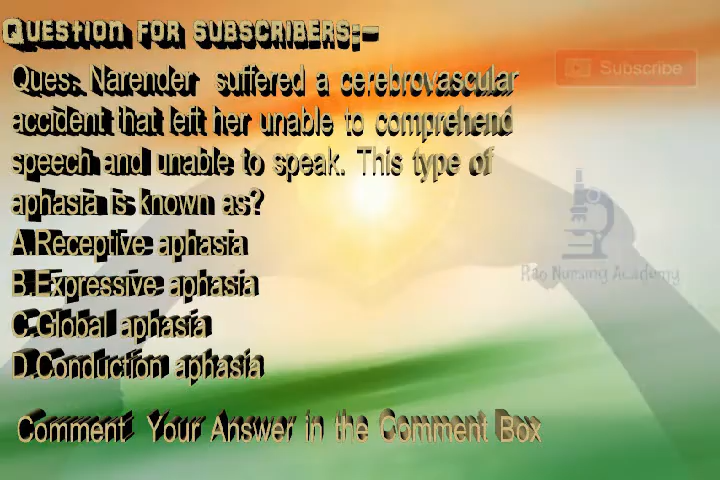 QUESTION FOR SUBSCRIBERS:-
Subscribe
Ques. Narender suffered a cerebrovascular
accident that left her unable to comprehend
speech and unable to speak. This type of
aphasia is known as?
A.Receptive aphasia
B.Expressive aphasia
C.Global aphasia
D.Conduction aphasia
Rao Nursing Academy
Comment Your Answer in the Comment Box